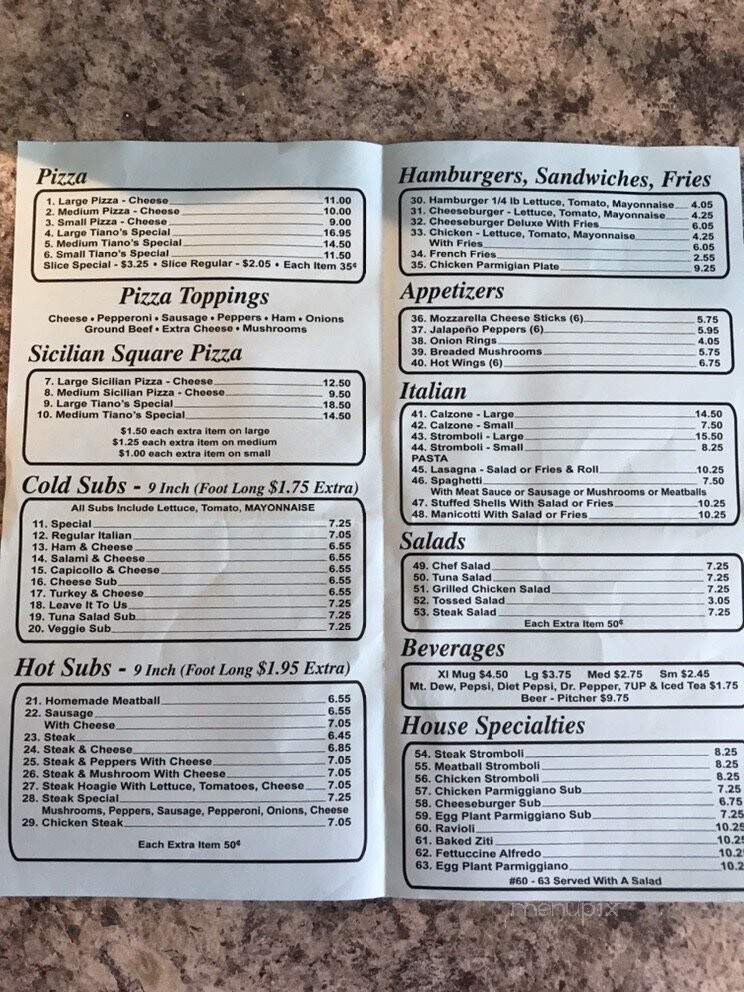 Pizza
1. Large Pizza - Cheese 11.00
2. Medium Pizza - Cheese 10.00
3. Small Pizza - Cheese 9.00
4. Large Tiano's Special 16.95
5. Medium Tiano's Special 14.50
6. Small Tiano's Special 11.50
Slice Special - $3.25 • Slice Regular - $2.05 • Each Item 35¢
Pizza Toppings
Cheese • Pepperoni • Sausage • Peppers • Ham • Onions
Ground Beef • Extra Cheese • Mushrooms
Sicilian Square Pizza
7. Large Sicilian Pizza - Cheese 12.50
8. Medium Sicilian Pizza - Cheese 9.50
9. Large Tiano's Special 18.50
10. Medium Tiano's Special 14.50
$1.50 each extra item on large
$1.25 each extra item on medium
$1.00 each extra item on small
Cold Subs - 9 Inch (Foot Long $1.75 Extra)
All Subs Include Lettuce, Tomato, MAYONNAISE
11. Special 7.25
12. Regular Italian 7.05
13. Ham & Cheese 6.55
14. Salami & Cheese 6.55
15. Capicollo & Cheese 6.55
16. Cheese Sub 6.55
17. Turkey & Cheese 6.55
18. Leave It To Us 7.25
19. Tuna Salad Sub 7.25
20. Veggie Sub 7.25
Hot Subs - 9 Inch (Foot Long $1.95 Extra)
21. Homemade Meatball 6.55
22. Sausage 6.55
With Cheese 7.05
23. Steak 6.45
24. Steak & Cheese 6.85
25. Steak & Peppers With Cheese 7.05
26. Steak & Mushroom With Cheese 7.05
27. Steak Hoagie With Lettuce, Tomatoes, Cheese 7.05
28. Steak Special 7.25
Mushrooms, Peppers, Sausage, Pepperoni, Onions, Cheese
29. Chicken Steak 7.05
Each Extra Item 50¢
Hamburgers, Sandwiches, Fries
30. Hamburger 1/4 lb Lettuce, Tomato, Mayonnaise 4.05
31. Cheeseburger - Lettuce, Tomato, Mayonnaise 4.25
32. Cheeseburger Deluxe With Fries 6.05
33. Chicken - Lettuce, Tomato, Mayonnaise 4.25
With Fries 6.05
34. French Fries 2.55
35. Chicken Parmigian Plate 9.25
Appetizers
36. Mozzarella Cheese Sticks (6) 5.75
37. Jalapeño Peppers (6) 5.95
38. Onion Rings 4.05
39. Breaded Mushrooms 5.75
40. Hot Wings (6) 6.75
Italian
41. Calzone - Large 14.50
42. Calzone - Small 7.50
43. Stromboli - Large 15.50
44. Stromboli - Small 8.25
PASTA
45. Lasagna - Salad or Fries & Roll 10.25
46. Spaghetti 7.50
With Meat Sauce or Sausage or Mushrooms or Meatballs
47. Stuffed Shells With Salad or Fries 10.25
48. Manicotti With Salad or Fries 10.25
Salads
49. Chef Salad 7.25
50. Tuna Salad 7.25
51. Grilled Chicken Salad 7.25
52. Tossed Salad 3.05
53. Steak Salad 7.25
Each Extra Item 50¢
Beverages
Xl Mug $4.50 Lg $3.75 Med $2.75 Sm $2.45
Mt. Dew, Pepsi, Diet Pepsi, Dr. Pepper, 7UP & Iced Tea $1.75
Beer - Pitcher $9.75
House Specialties
54. Steak Stromboli 8.25
55. Meatball Stromboli 8.25
56. Chicken Stromboli 8.25
57. Chicken Parmiggiano Sub 7.25
58. Cheeseburger Sub 6.75
59. Egg Plant Parmiggiano Sub 7.25
60. Ravioli 10.25
61. Baked Ziti 10.2
62. Fettuccine Alfredo 10.2
63. Egg Plant Parmiggiano 10.2
#60 - 63 Served With A Salad
menupix